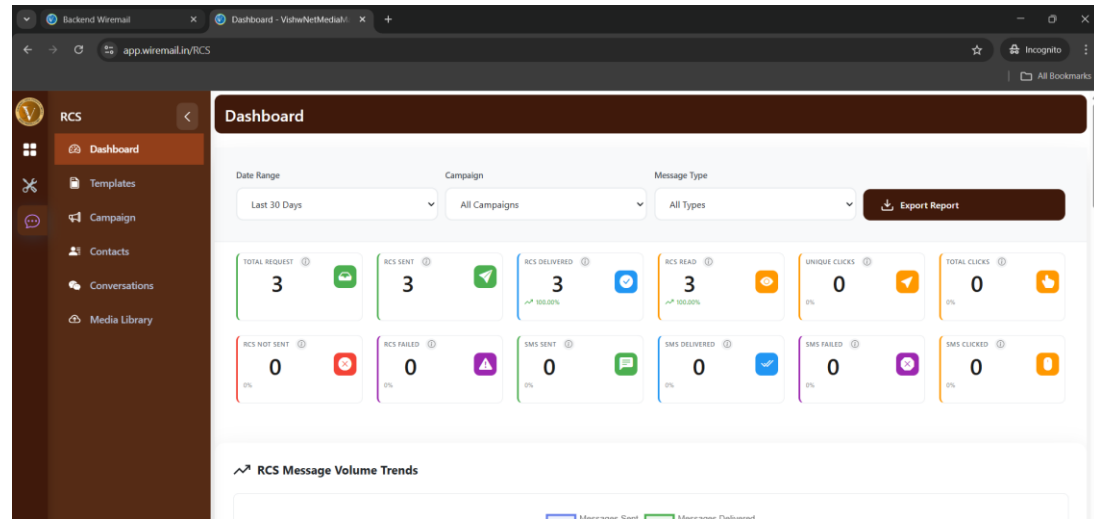 Backend Wiremail
Dashboard - VishwNetMediaM
app.wiremail.in/RCS
Incognito
All Bookmarks
V
RCS
Dashboard
Templates
Campaign
Contacts
Conversations
Media Library
Dashboard
Date Range
Campaign
Message Type
Last 30 Days
All Campaigns
All Types
Export Report
TOTAL REQUEST
3
RCS SENT
3
RCS DELIVERED
3
100.00%
RCS READ
3
100.00%
UNIQUE CLICKS
0
0%
TOTAL CLICKS
0
0%
RCS NOT SENT
0
0%
RCS FAILED
0
0%
SMS SENT
0
0%
SMS DELIVERED
0
0%
SMS FAILED
0
0%
SMS CLICKED
0
0%
RCS Message Volume Trends
Messages Sent Messages Delivered